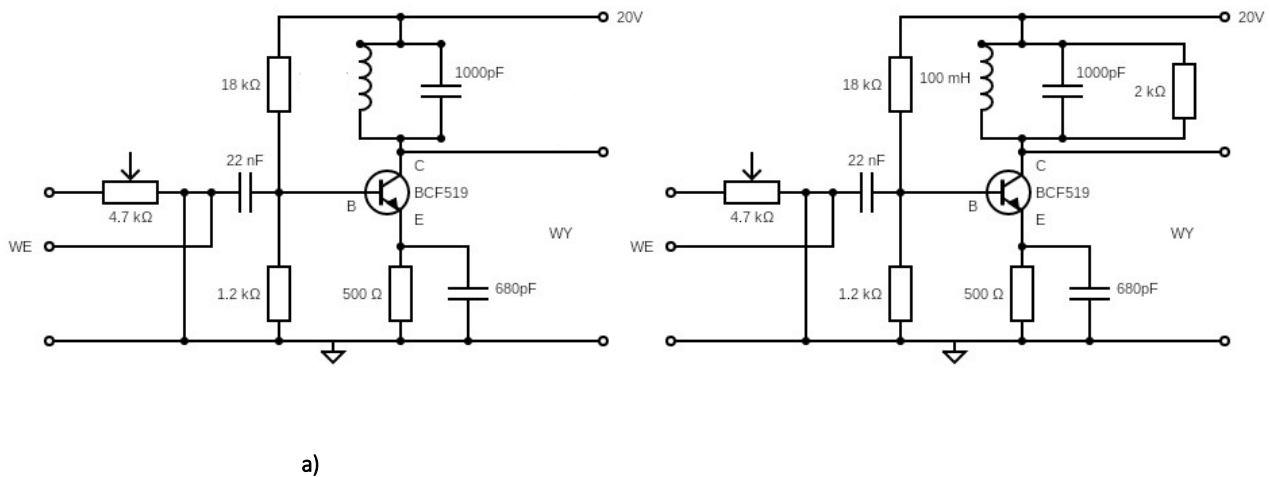 20V
1000pF
18 kΩ
22 nF
C
BCF519
B
E
4.7 kΩ
WE
WY
1.2 kΩ
500 Ω
680pF
20V
1000pF
100 mH
18 kΩ
2 kΩ
22 nF
C
BCF519
B
E
4.7 kΩ
WE
WY
1.2 kΩ
500 Ω
680pF
a)